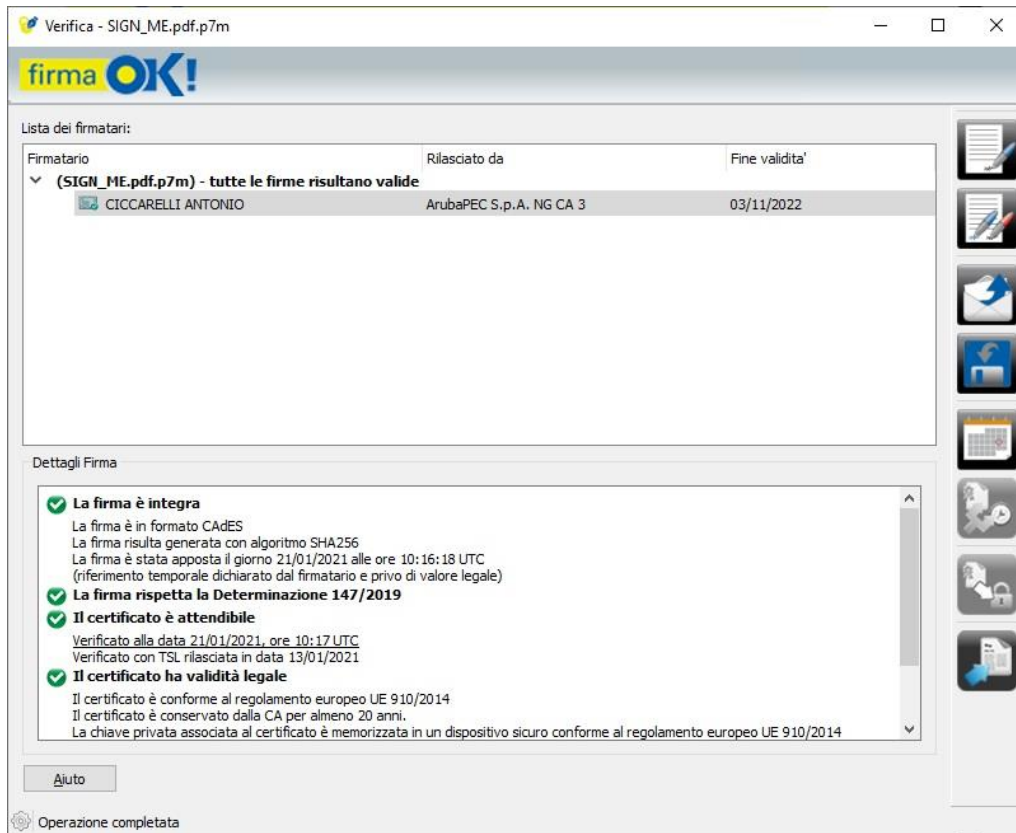 Verifica - SIGN_ME.pdf.p7m
firma OK!
Lista dei firmatari:
Firmatario Rilasciato da Fine validita'
(SIGN_ME.pdf.p7m) - tutte le firme risultano valide
CICCARELLI ANTONIO ArubaPEC S.p.A. NG CA 3 03/11/2022
Dettagli Firma
La firma è integra
La firma è in formato CAdES
La firma risulta generata con algoritmo SHA256
La firma è stata apposta il giorno 21/01/2021 alle ore 10:16:18 UTC
(riferimento temporale dichiarato dal firmatario e privo di valore legale)
La firma rispetta la Determinazione 147/2019
Il certificato è attendibile
Verificato alla data 21/01/2021, ore 10:17 UTC
Verificato con TSL rilasciata in data 13/01/2021
Il certificato ha validità legale
Il certificato è conforme al regolamento europeo UE 910/2014
Il certificato è conservato dalla CA per almeno 20 anni.
La chiave privata associata al certificato è memorizzata in un dispositivo sicuro conforme al regolamento europeo UE 910/2014
Aiuto
Operazione completata